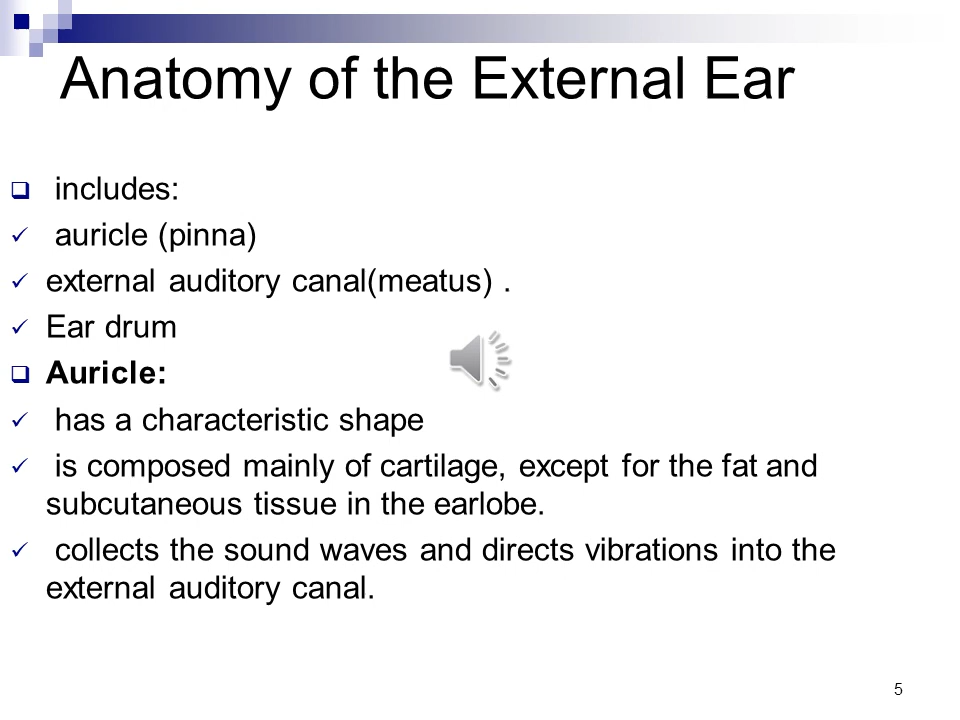 Anatomy of the External Ear
includes:
auricle (pinna)
external auditory canal(meatus) .
Ear drum
Auricle:
has a characteristic shape
is composed mainly of cartilage, except for the fat and
subcutaneous tissue in the earlobe.
collects the sound waves and directs vibrations into the
external auditory canal.
5